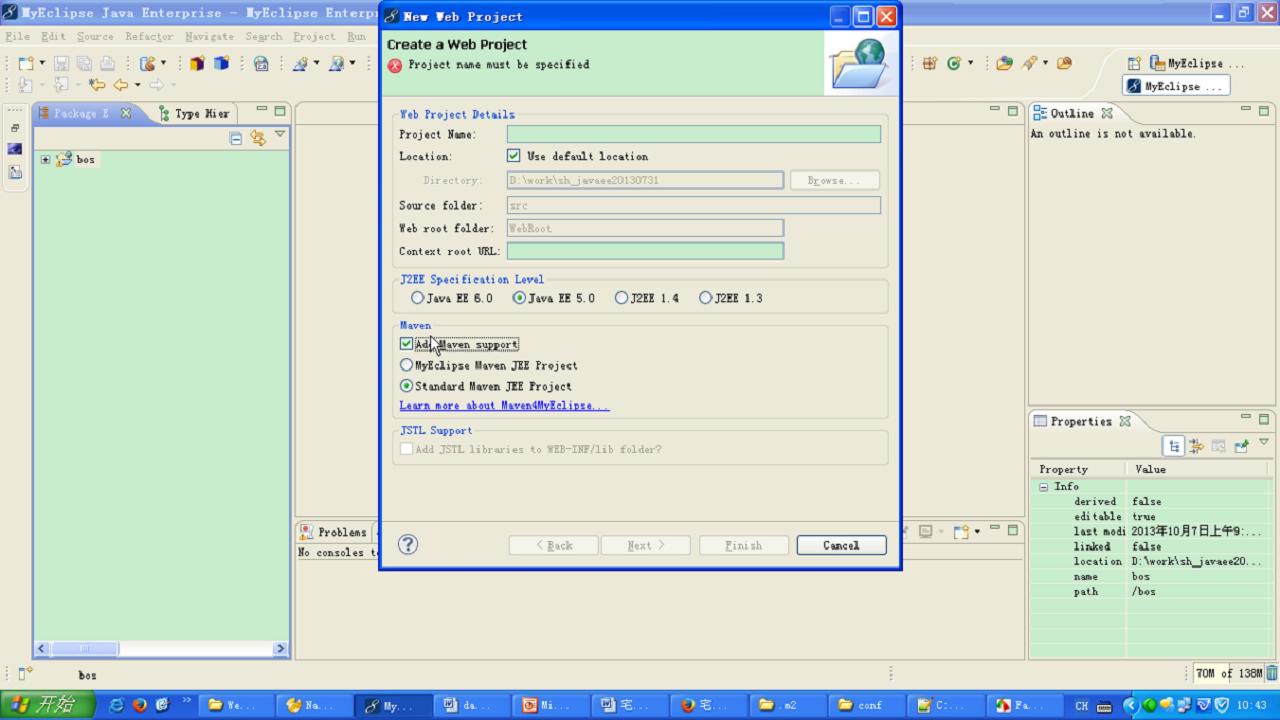 MyEclipse Java Enterprise - MyEclipse Enterpr
New Web Project
File Edit Source Refactor Navigate Search Project Run
Create a Web Project
Project name must be specified
MyEclipse ...
MyEclipse ...
Package E
Type Hier
bos
Web Project Details
Project Name:
Location:
Use default location
Directory:
D:\work\sh_javaee20130731
Browse...
Source folder:
src
Web root folder:
WebRoot
Context root URL:
J2EE Specification Level
Java EE 6.0
Java EE 5.0
J2EE 1.4
J2EE 1.3
Maven
Add Maven support
MyEclipse Maven JEE Project
Standard Maven JEE Project
Learn more about Maven4MyEclipse...
JSTL Support
Add JSTL libraries to WEB-INF/lib folder?
< Back
Next >
Finish
Cancel
Outline
An outline is not available.
Problems
No consoles t
Properties
Property Value
Info
derived false
editable true
last modi 2013年10月7日上午9:...
linked false
location D:\work\sh_javaee20...
name bos
path /bos
bos
70M of 138M
开始
We...
Na...
My...
da...
Mi...
宅...
宅...
.m2
conf
C:...
Fa...
CH
10:43